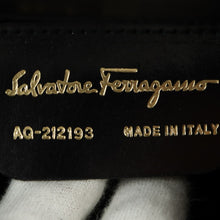 Salvatore Ferragamo
AQ-212193 MADE IN ITALY